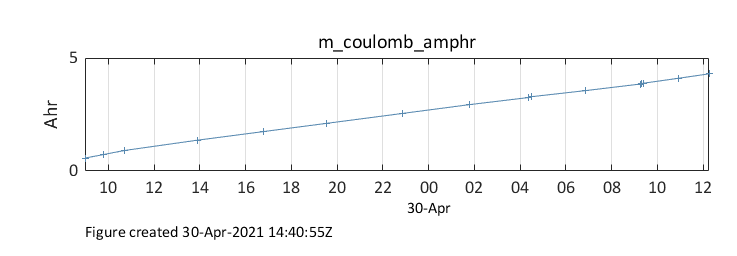 m_coulomb_amphr
5
Ahr
0
10 12 14 16 18 20 22 00 02 04 06 08 10 12
30-Apr
Figure created 30-Apr-2021 14:40:55Z